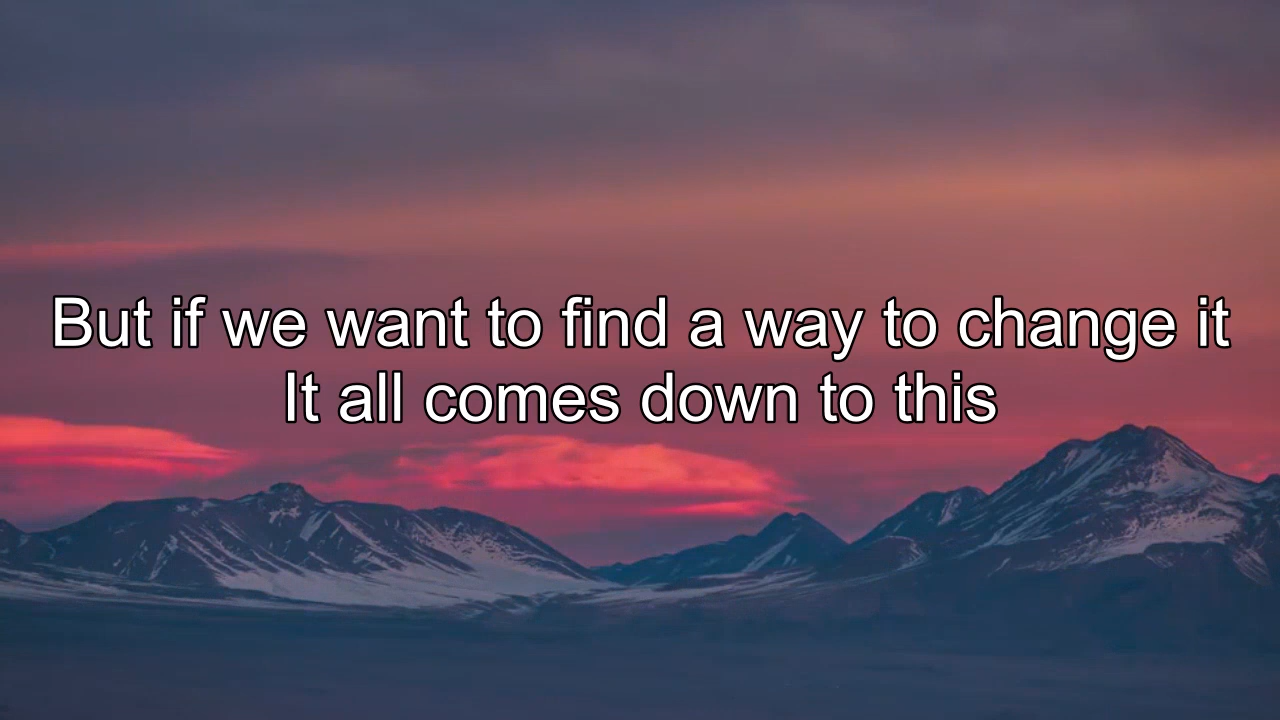 But if we want to find a way to change it
It all comes down to this